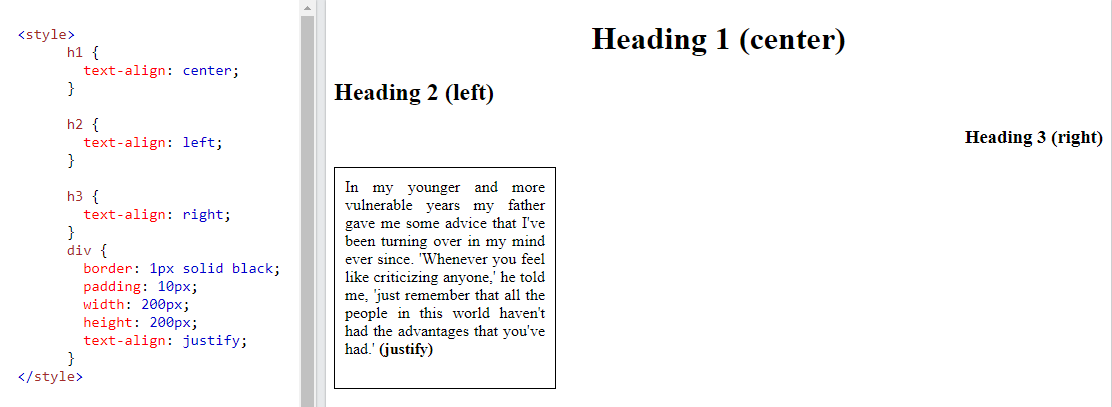 <style>
h1 {
text-align: center;
}
h2 {
text-align: left;
}
h3 {
text-align: right;
}
div {
border: 1px solid black;
padding: 10px;
width: 200px;
height: 200px;
text-align: justify;
}
</style>
Heading 1 (center)
Heading 2 (left)
Heading 3 (right)
In my younger and more
vulnerable years my father
gave me some advice that I've
been turning over in my mind
ever since. 'Whenever you feel
like criticizing anyone,' he told
me, 'just remember that all the
people in this world haven't
had the advantages that you've
had.' (justify)